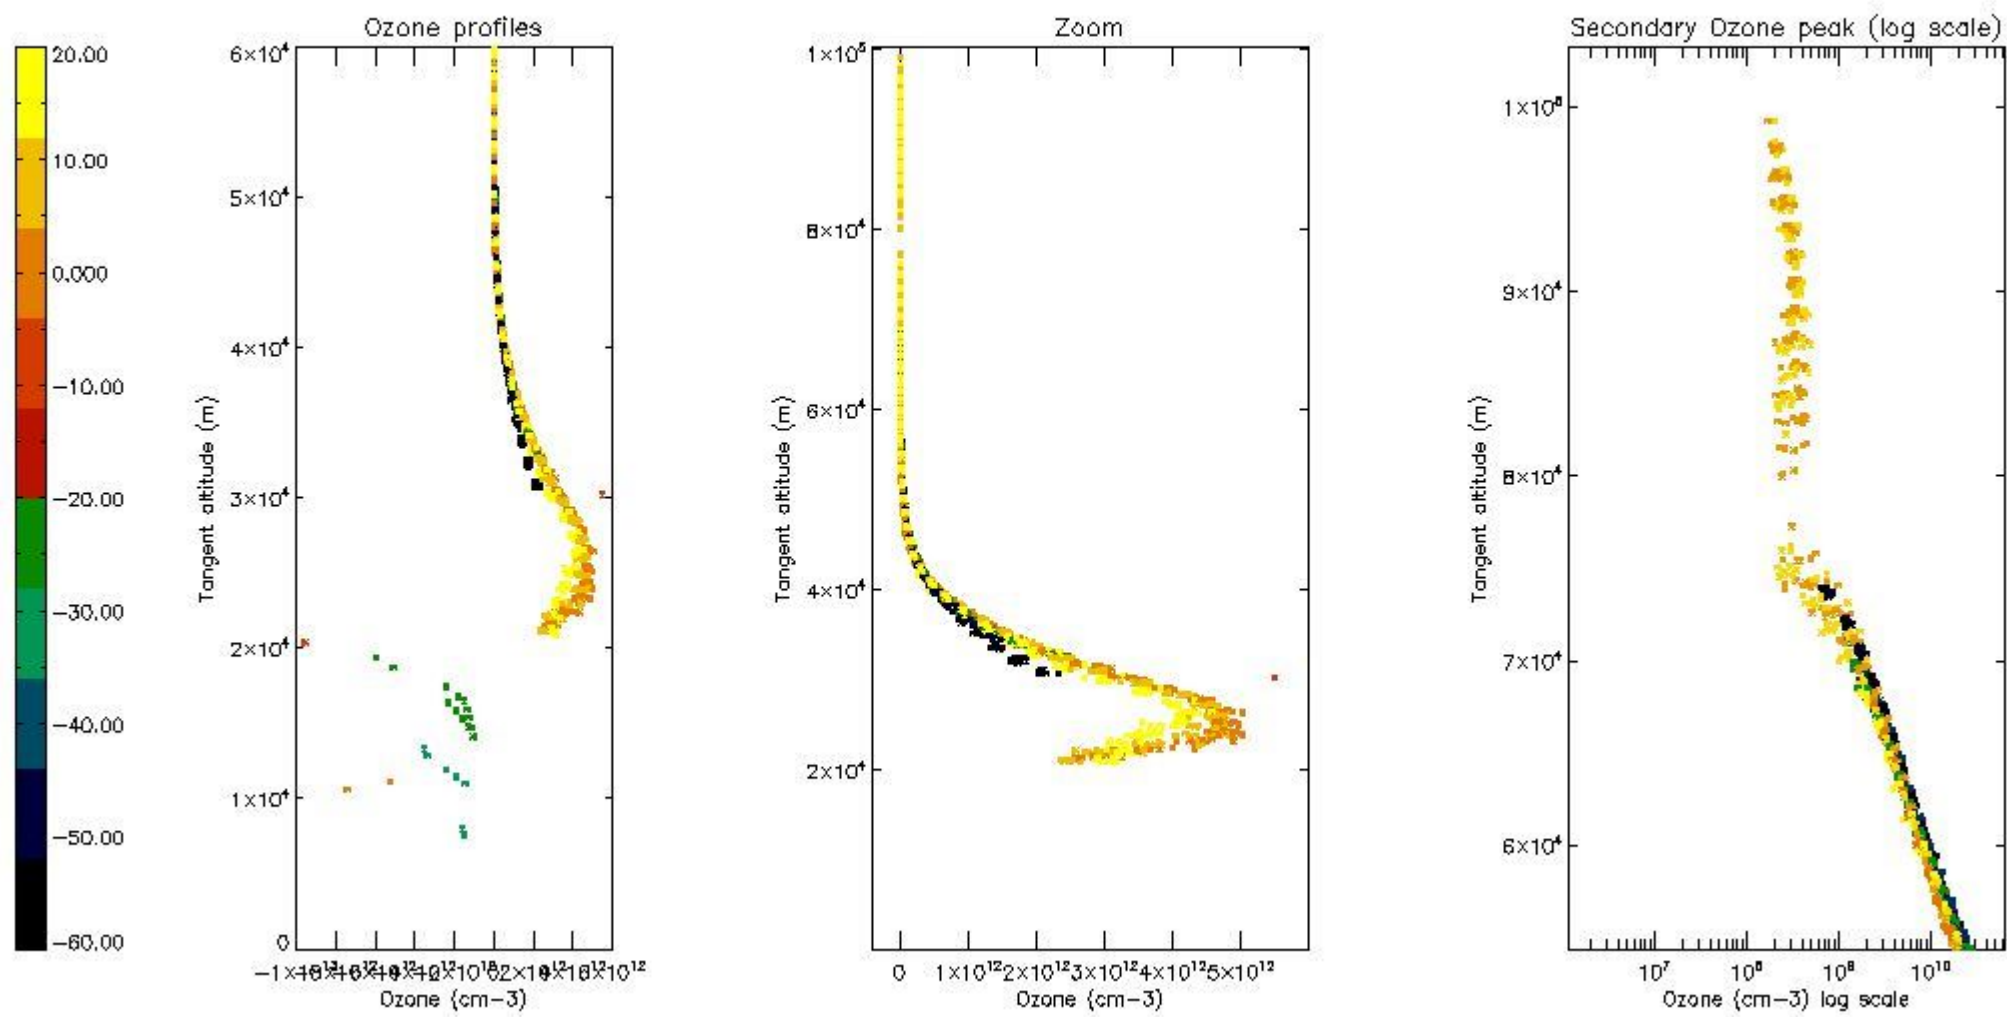 Ozone profiles
Zoom
Secondary Ozone peak (log scale)
20.00
10.00
0.000
−10.00
−20.00
−30.00
−40.00
−50.00
−60.00
Tangent altitude (m)
6×10⁴
5×10⁴
4×10⁴
3×10⁴
2×10⁴
1×10⁴
0
Ozone (cm−3)
Tangent altitude (m)
1×10⁵
8×10⁴
6×10⁴
4×10⁴
2×10⁴
0 1×10¹² 2×10¹² 3×10¹² 4×10¹² 5×10¹²
Ozone (cm−3)
Tangent altitude (m)
9×10⁴
8×10⁴
7×10⁴
6×10⁴
10⁷ 10⁸ 10⁹ 10¹⁰
Ozone (cm−3) log scale